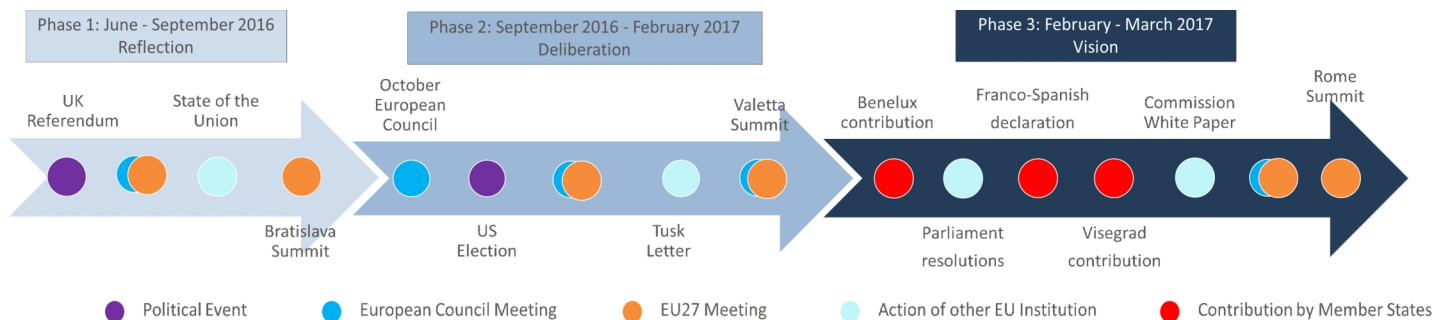 Phase 1: June - September 2016
Reflection
Phase 2: September 2016 - February 2017
Deliberation
Phase 3: February - March 2017
Vision
UK
Referendum
State of the
Union
Bratislava
Summit
October
European
Council
US
Election
Tusk
Letter
Valetta
Summit
Benelux
contribution
Parliament
resolutions
Franco-Spanish
declaration
Visegrad
contribution
Commission
White Paper
Rome
Summit
Political Event
European Council Meeting
EU27 Meeting
Action of other EU Institution
Contribution by Member States